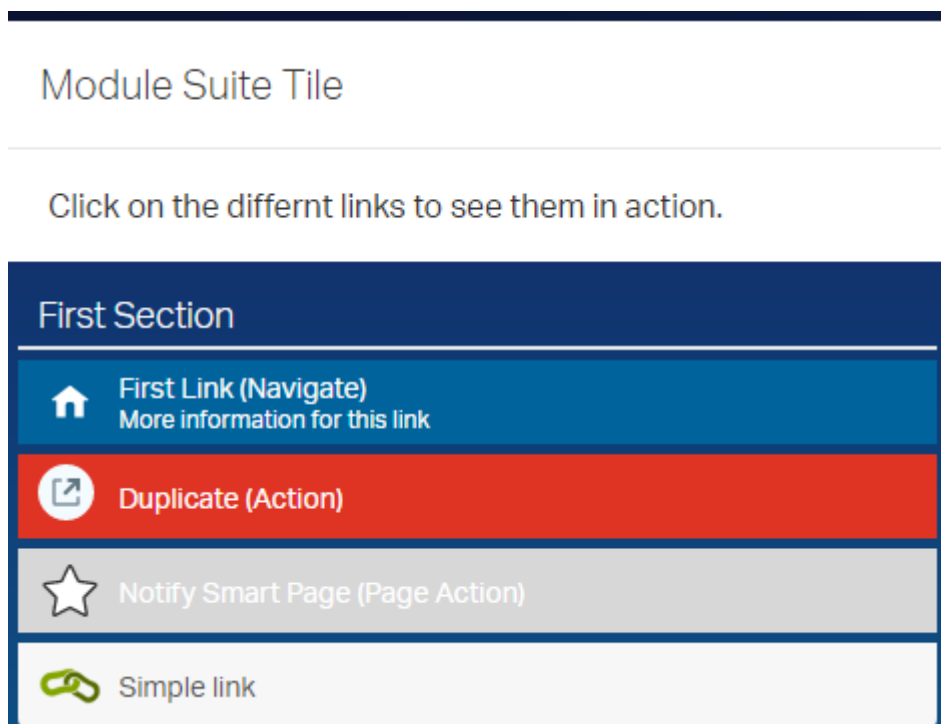 Module Suite Tile
Click on the differnt links to see them in action.
First Section
First Link (Navigate)
More information for this link
Duplicate (Action)
Notify Smart Page (Page Action)
Simple link